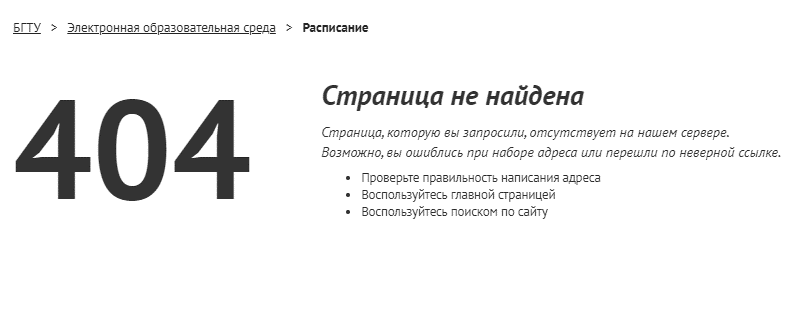 БГТУ > Электронная образовательная среда > Расписание
404
Страница не найдена
Страница, которую вы запросили, отсутствует на нашем сервере.
Возможно, вы ошиблись при наборе адреса или перешли по неверной ссылке.
• Проверьте правильность написания адреса
• Воспользуйтесь главной страницей
• Воспользуйтесь поиском по сайту